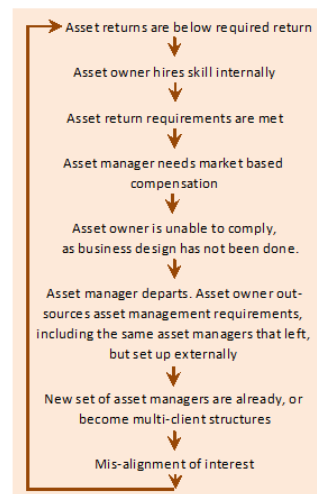 Asset returns are below required return
Asset owner hires skill internally
Asset return requirements are met
Asset manager needs market based
compensation
Asset owner is unable to comply,
as business design has not been done.
Asset manager departs. Asset owner out-
sources asset management requirements,
including the same asset managers that left,
but set up externally
New set of asset managers are already, or
become multi-client structures
Mis-alignment of interest